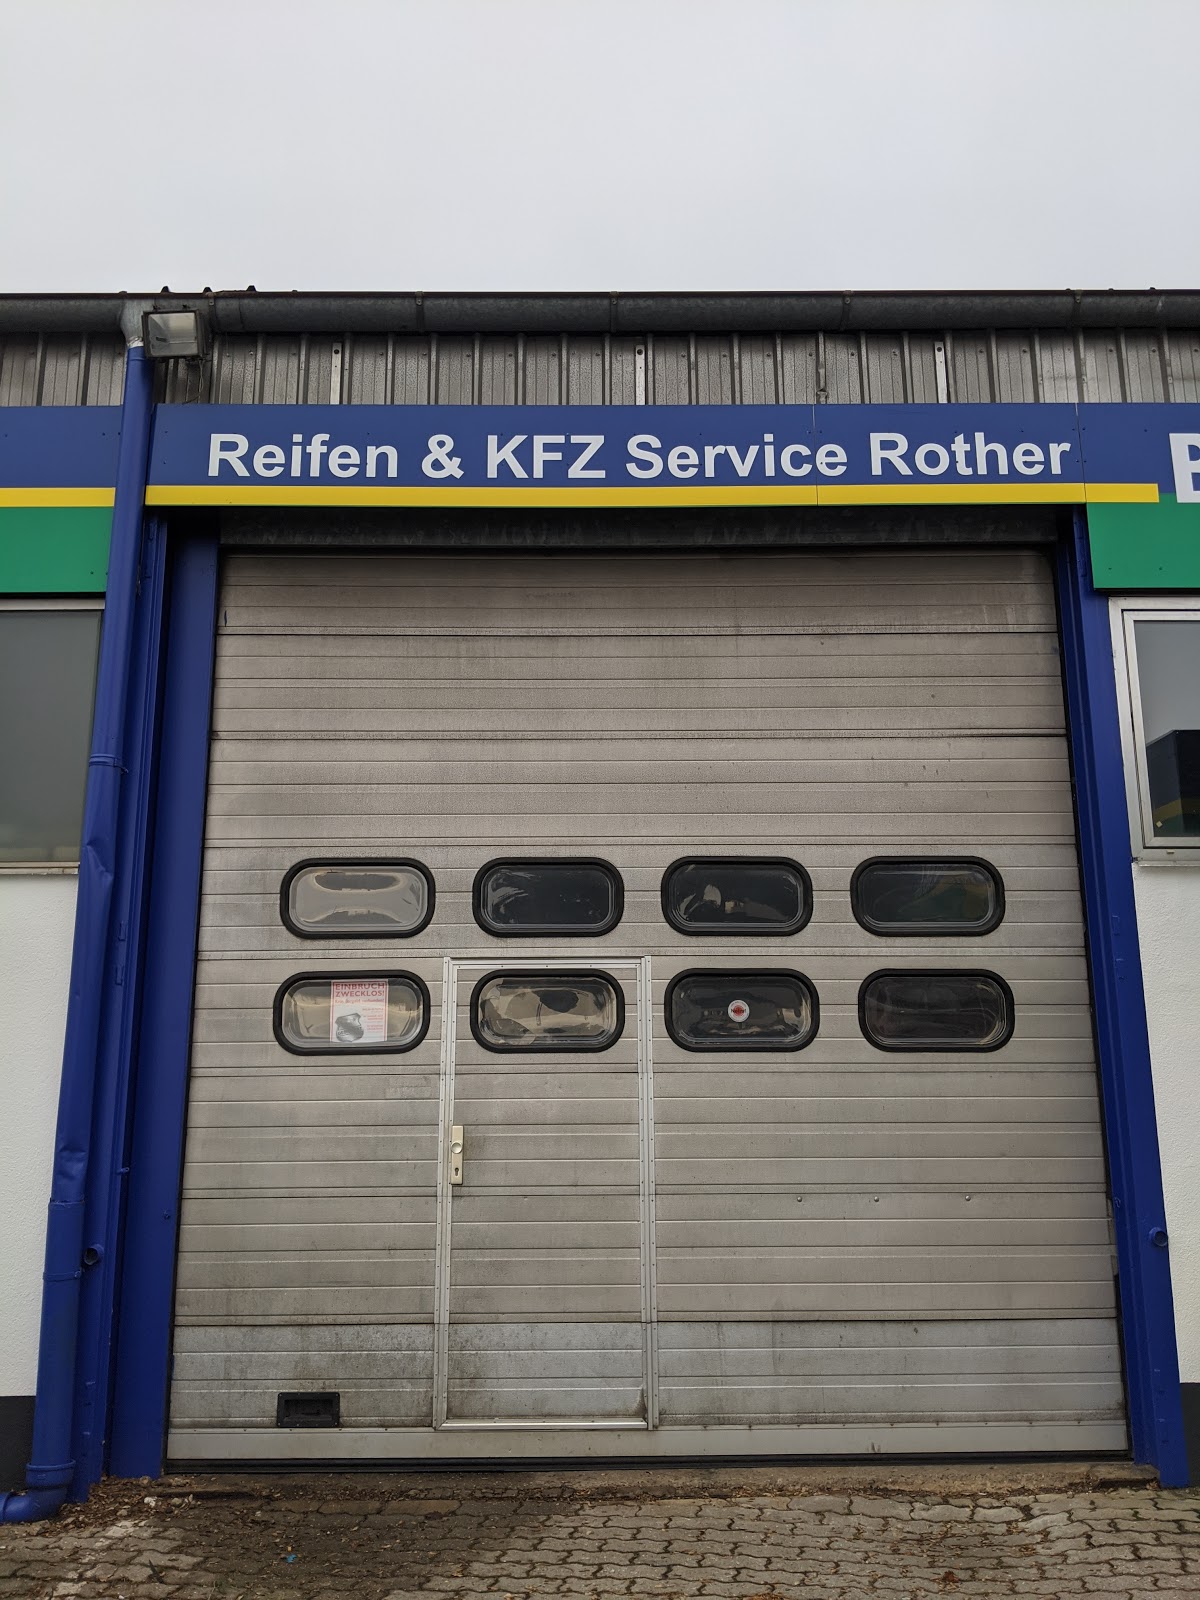 Reifen & KFZ Service Rother
EINBRUCH
ZWECKLOS!